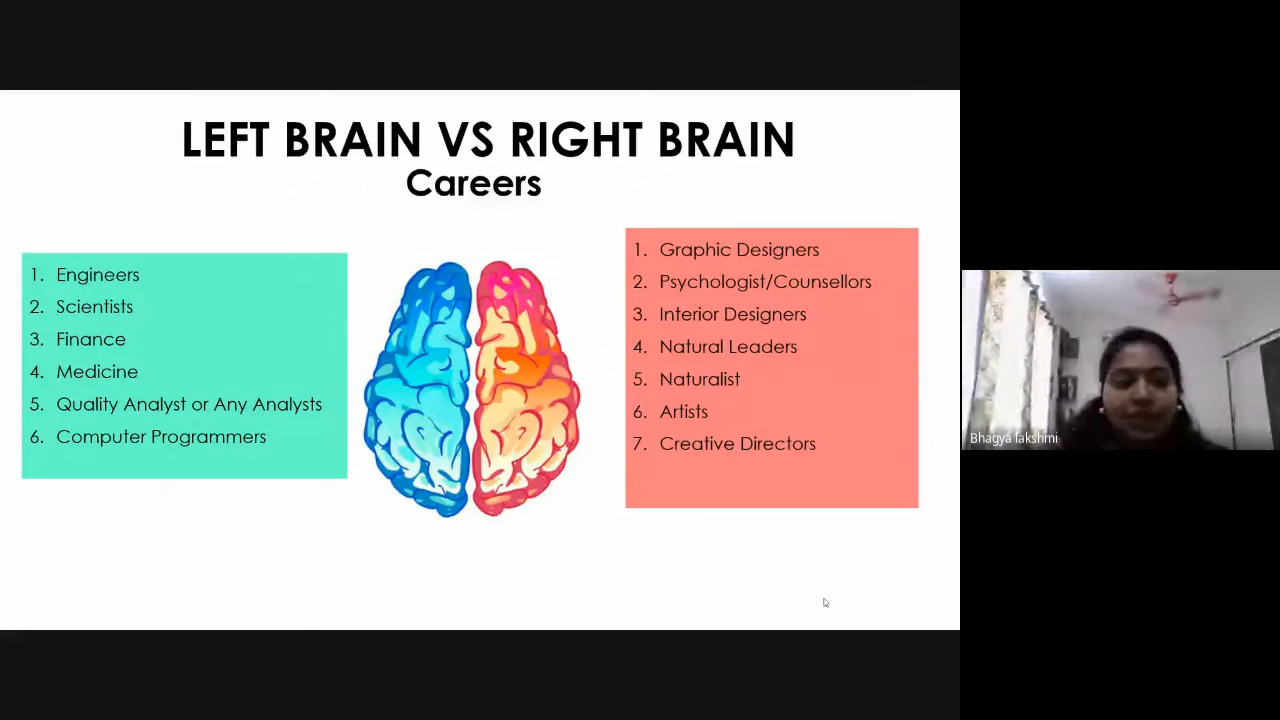 LEFT BRAIN VS RIGHT BRAIN
Careers
1. Engineers
2. Scientists
3. Finance
4. Medicine
5. Quality Analyst or Any Analysts
6. Computer Programmers
1. Graphic Designers
2. Psychologist/Counsellors
3. Interior Designers
4. Natural Leaders
5. Naturalist
6. Artists
7. Creative Directors
Bhagya lakshmi